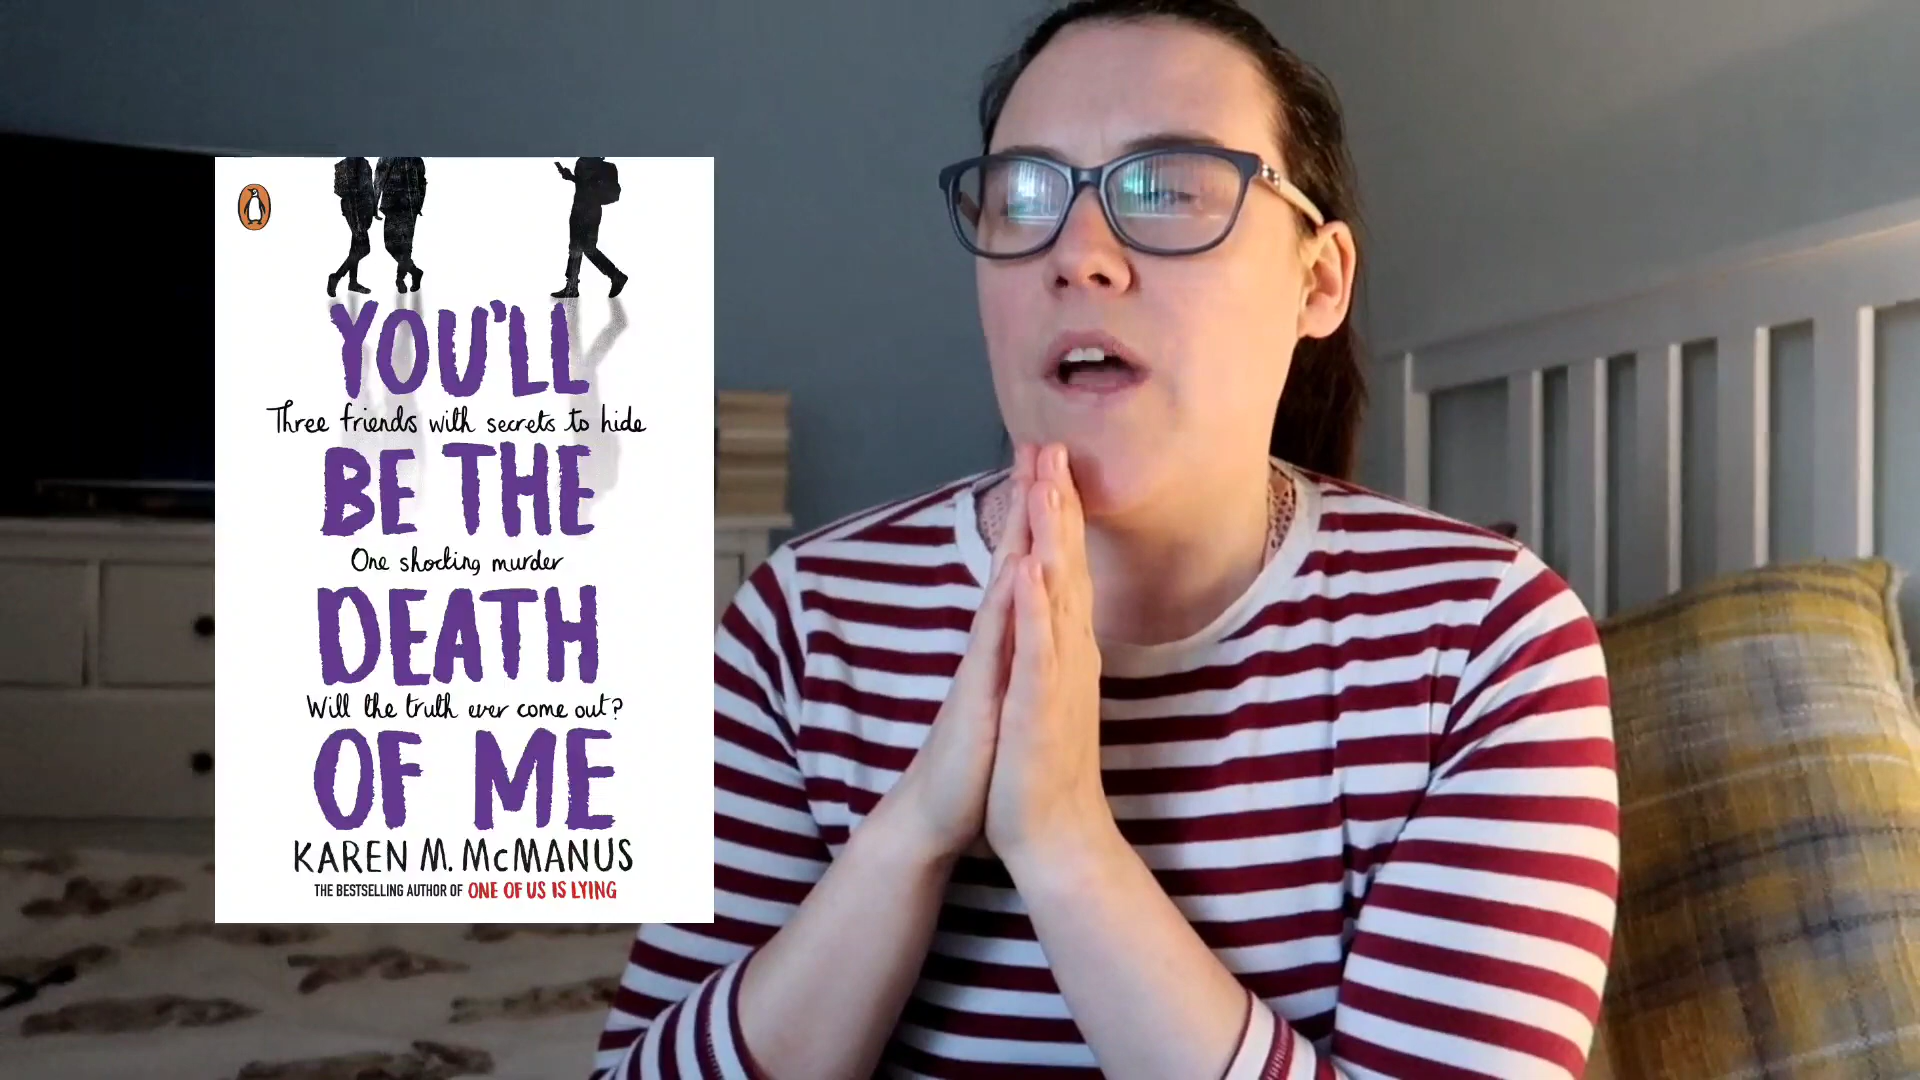 YOU'LL
Three friends with secrets to hide
BE THE
One shocking murder
DEATH
Will the truth ever come out?
OF ME
KAREN M. McMANUS
THE BESTSELLING AUTHOR OF ONE OF US IS LYING